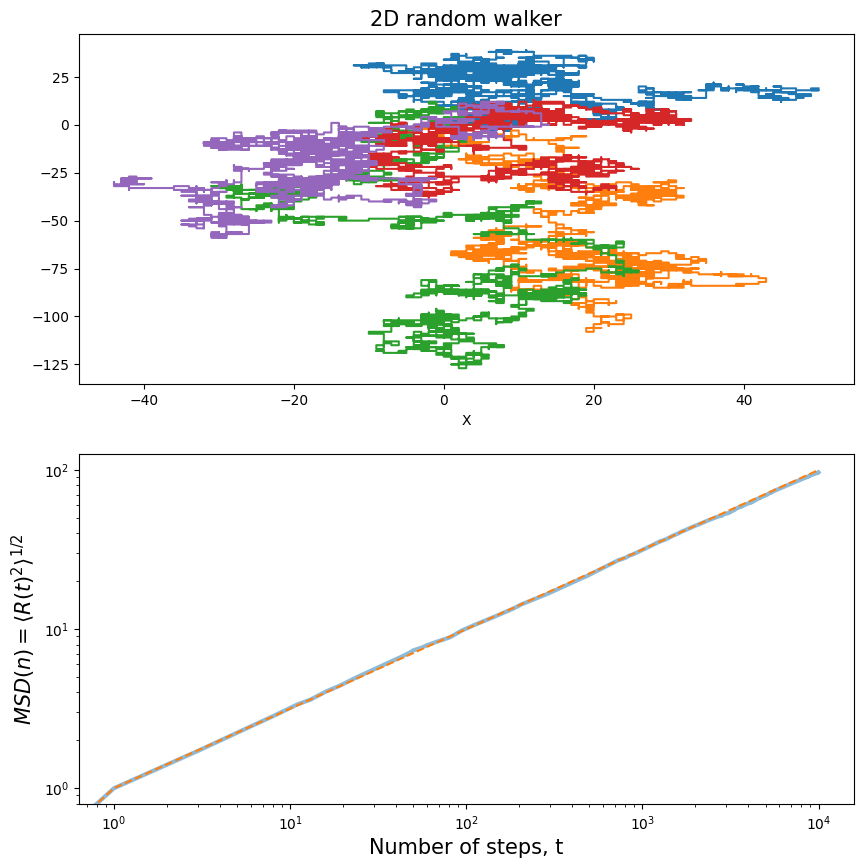 2D random walker
25
0
−25
−50
−75
−100
−125
−40 −20 0 20 40
X
10²
10¹
10⁰
MSD(n) = ⟨R(t)²⟩^{1/2}
10⁰ 10¹ 10² 10³ 10⁴
Number of steps, t